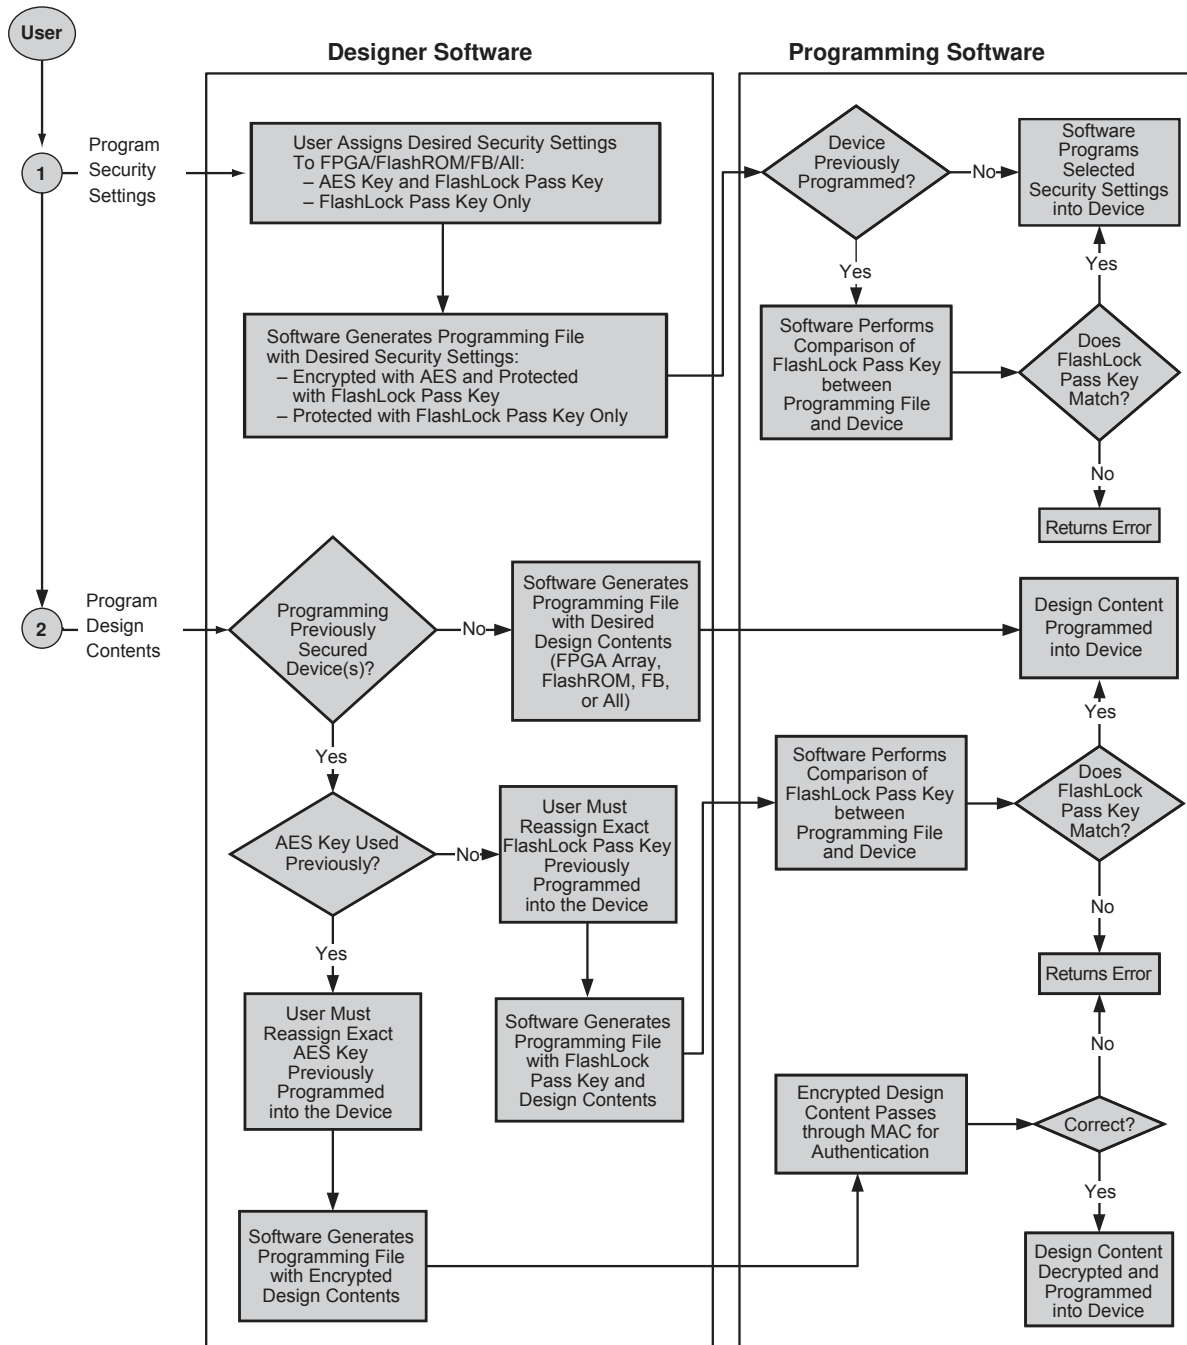 User
Designer Software
Programming Software
1
Program
Security
Settings
User Assigns Desired Security Settings
To FPGA/FlashROM/FB/All:
– AES Key and FlashLock Pass Key
– FlashLock Pass Key Only
Software Generates Programming File
with Desired Security Settings:
– Encrypted with AES and Protected
with FlashLock Pass Key
– Protected with FlashLock Pass Key Only
Device
Previously
Programmed?
No
Software
Programs
Selected
Security Settings
into Device
Yes
Yes
Software Performs
Comparison of
FlashLock Pass Key
between
Programming File
and Device
Does
FlashLock
Pass Key
Match?
No
Returns Error
2
Program
Design
Contents
Programming
Previously
Secured
Device(s)?
No
Software Generates
Programming File
with Desired
Design Contents
(FPGA Array,
FlashROM, FB,
or All)
Design Content
Programmed
into Device
Yes
Yes
AES Key Used
Previously?
No
User Must
Reassign Exact
FlashLock Pass Key
Previously
Programmed
into the Device
Software Performs
Comparison of
FlashLock Pass Key
between
Programming File
and Device
Does
FlashLock
Pass Key
Match?
No
Returns Error
Yes
User Must
Reassign Exact
AES Key
Previously
Programmed
into the Device
Software Generates
Programming File
with FlashLock
Pass Key and
Design Contents
No
Encrypted Design
Content Passes
through MAC for
Authentication
Correct?
Yes
Software Generates
Programming File
with Encrypted
Design Contents
Design Content
Decrypted and
Programmed
into Device